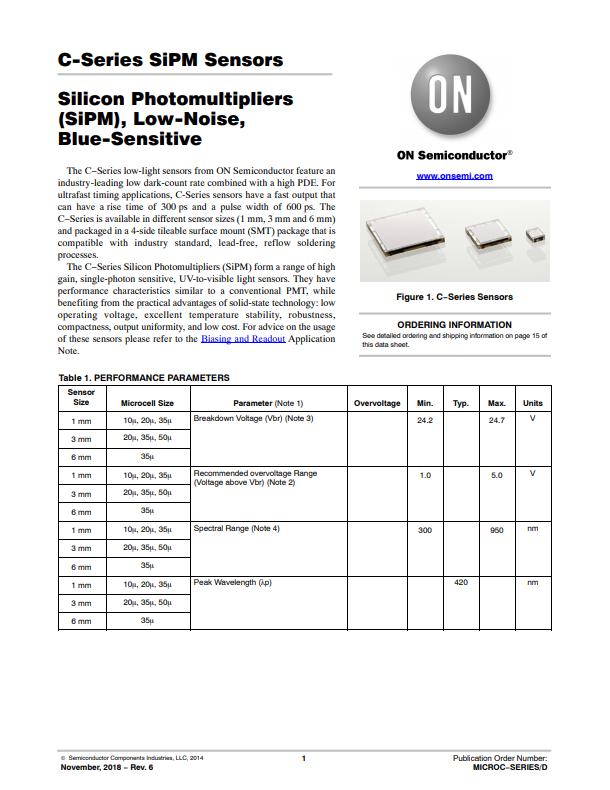 C−Series SiPM Sensors
Silicon Photomultipliers
(SiPM), Low-Noise,
Blue-Sensitive
The C−Series low-light sensors from ON Semiconductor feature an
industry-leading low dark-count rate combined with a high PDE. For
ultrafast timing applications, C-Series sensors have a fast output that
can have a rise time of 300 ps and a pulse width of 600 ps. The
C−Series is available in different sensor sizes (1 mm, 3 mm and 6 mm)
and packaged in a 4-side tileable surface mount (SMT) package that is
compatible with industry standard, lead-free, reflow soldering
processes.
The C−Series Silicon Photomultipliers (SiPM) form a range of high
gain, single-photon sensitive, UV-to-visible light sensors. They have
performance characteristics similar to a conventional PMT, while
benefiting from the practical advantages of solid-state technology: low
operating voltage, excellent temperature stability, robustness,
compactness, output uniformity, and low cost. For advice on the usage
of these sensors please refer to the Biasing and Readout Application
Note.
ON
ON Semiconductor®
www.onsemi.com
Figure 1. C−Series Sensors
ORDERING INFORMATION
See detailed ordering and shipping information on page 15 of
this data sheet.
Table 1. PERFORMANCE PARAMETERS
Sensor Size Microcell Size Parameter (Note 1) Overvoltage Min. Typ. Max. Units
1 mm 10μ, 20μ, 35μ Breakdown Voltage (Vbr) (Note 3) 24.2 24.7 V
3 mm 20μ, 35μ, 50μ
6 mm 35μ
1 mm 10μ, 20μ, 35μ Recommended overvoltage Range (Voltage above Vbr) (Note 2) 1.0 5.0 V
3 mm 20μ, 35μ, 50μ
6 mm 35μ
1 mm 10μ, 20μ, 35μ Spectral Range (Note 4) 300 950 nm
3 mm 20μ, 35μ, 50μ
6 mm 35μ
1 mm 10μ, 20μ, 35μ Peak Wavelength (λp) 420 nm
3 mm 20μ, 35μ, 50μ
6 mm 35μ
© Semiconductor Components Industries, LLC, 2014
November, 2018 − Rev. 6
1
Publication Order Number:
MICROC−SERIES/D